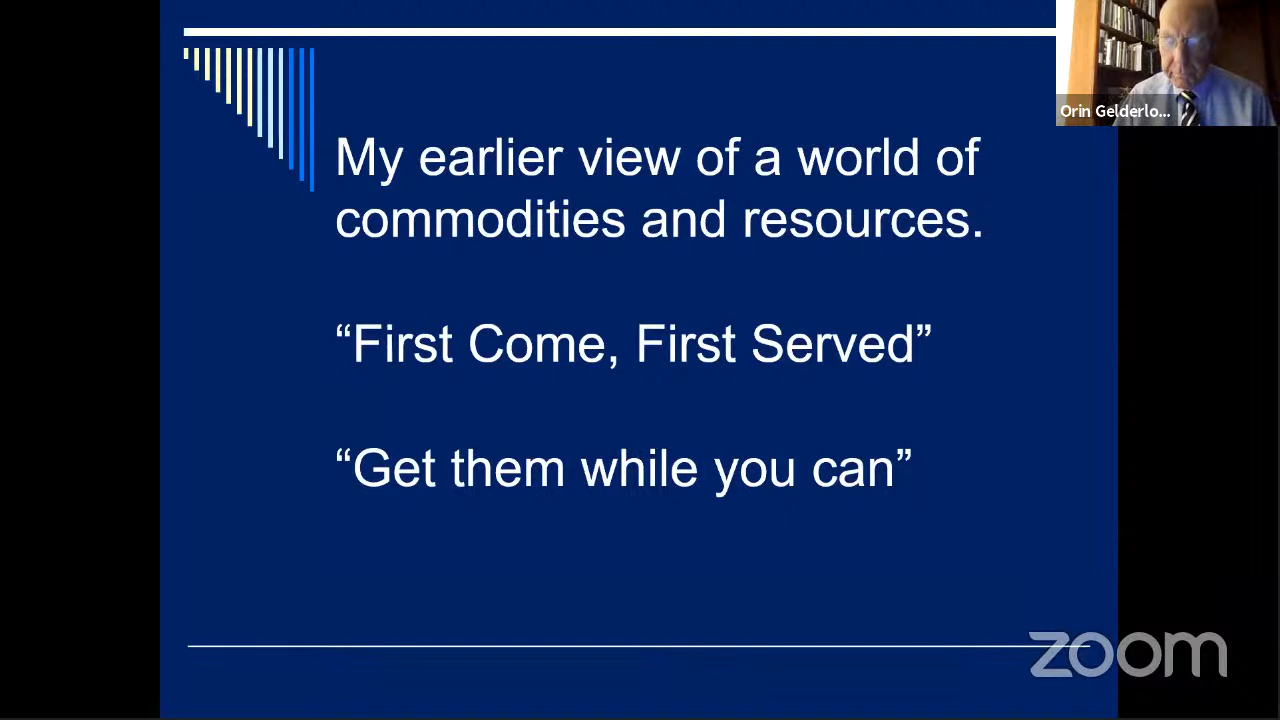 Orin Gelderlo...
My earlier view of a world of
commodities and resources.
“First Come, First Served”
“Get them while you can”
zoom